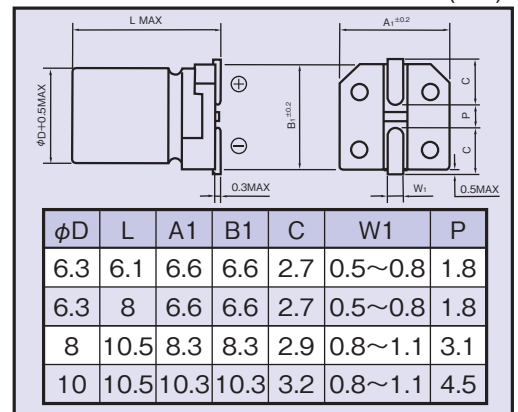 L MAX
A1±0.2
φD+0.5MAX
⊕
B1±0.2
⊖
C
P
C
0.3MAX
W1
0.5MAX
φD L A1 B1 C W1 P
6.3 6.1 6.6 6.6 2.7 0.5～0.8 1.8
6.3 8 6.6 6.6 2.7 0.5～0.8 1.8
8 10.5 8.3 8.3 2.9 0.8～1.1 3.1
10 10.5 10.3 10.3 3.2 0.8～1.1 4.5